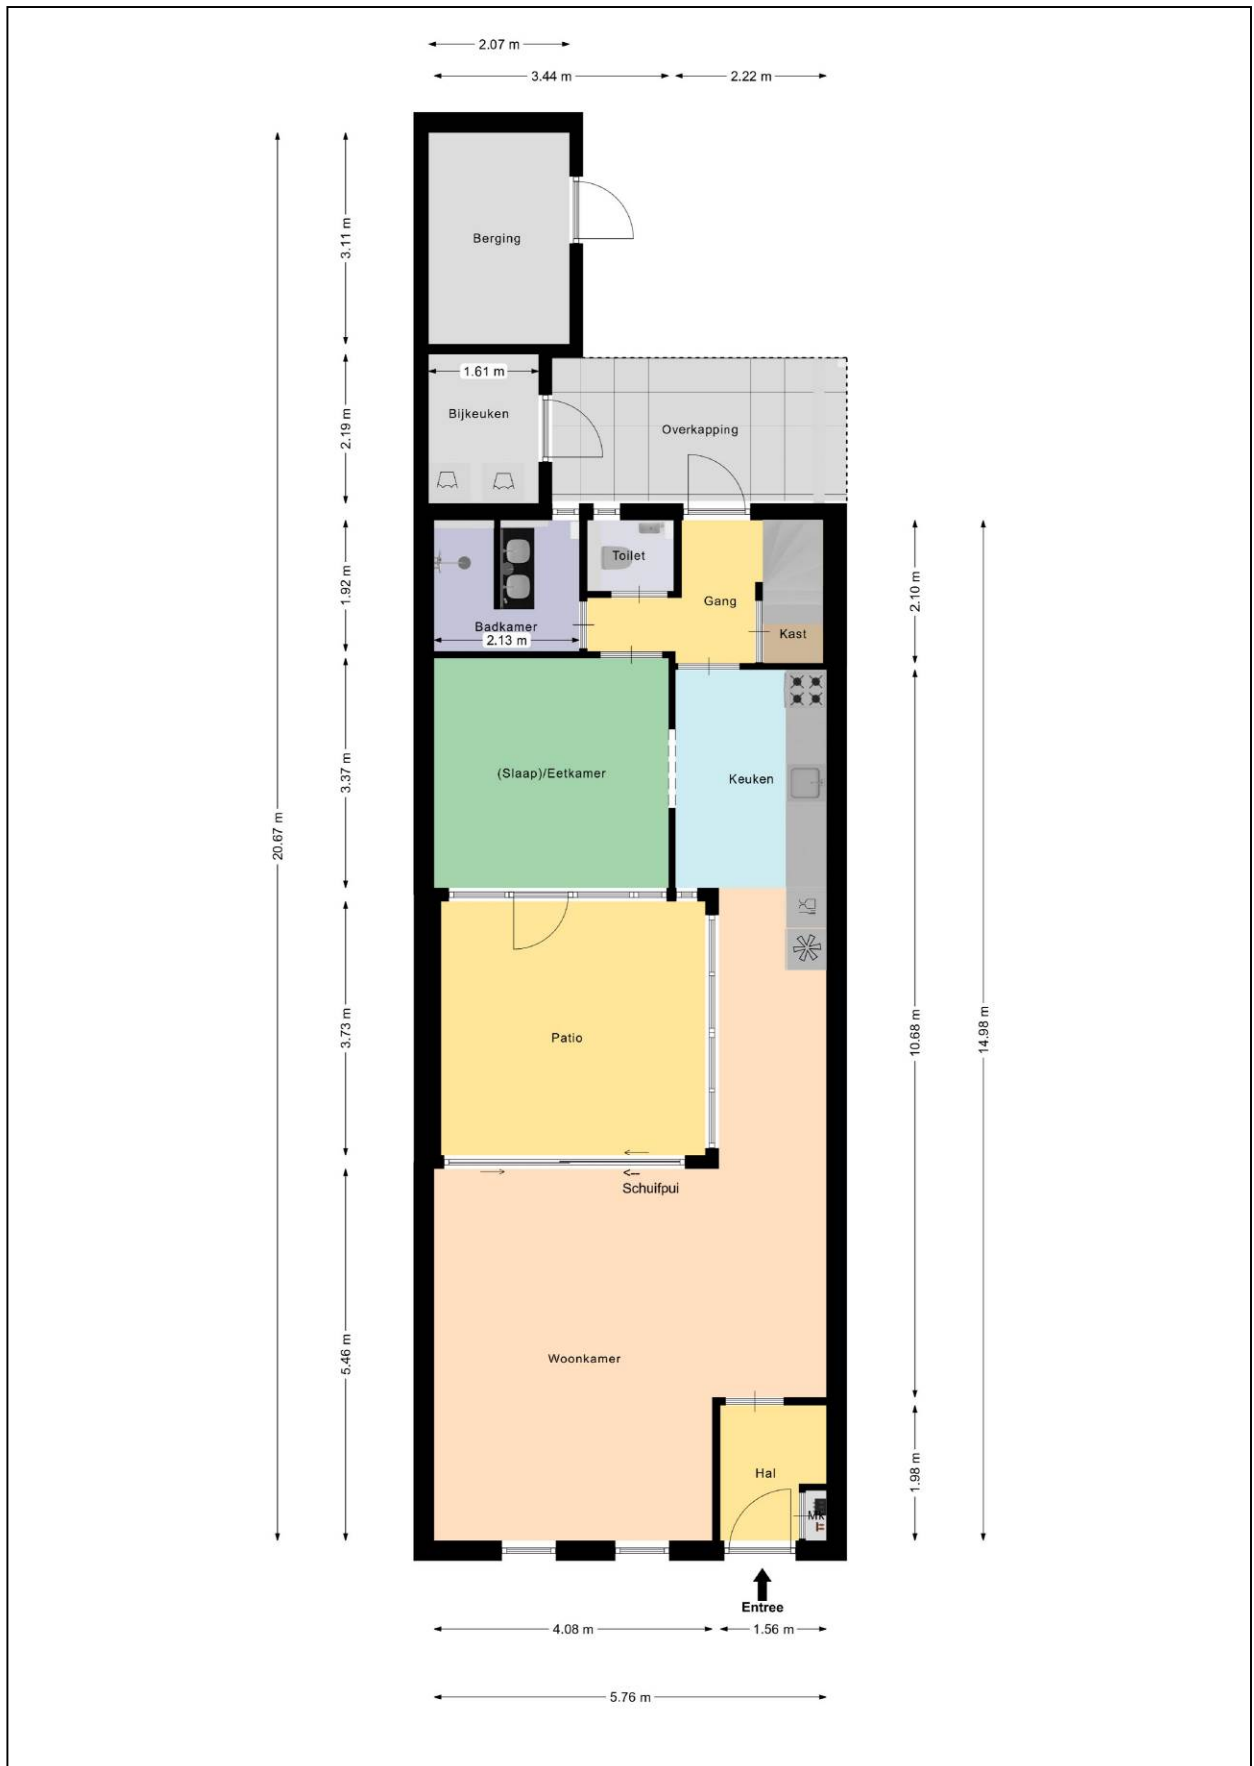 2.07 m
3.44 m
2.22 m
Berging
3.11 m
1.61 m
Bijkeuken
2.19 m
Overkapping
Toilet
1.92 m
Gang
2.10 m
Badkamer
2.13 m
Kast
(Slaap)/Eetkamer
Keuken
3.37 m
20.67 m
Patio
3.73 m
10.68 m
14.98 m
Schuifpui
Woonkamer
5.46 m
Hal
1.98 m
MK
Entree
4.08 m
1.56 m
5.76 m